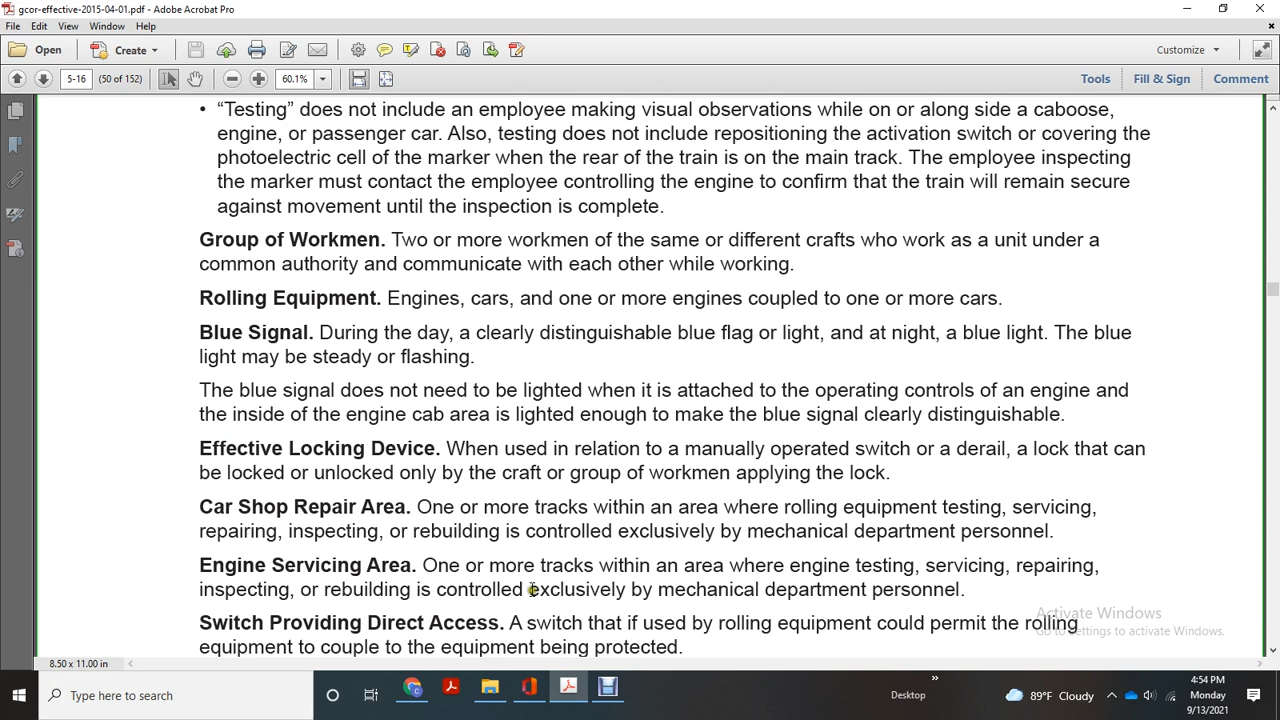 gcor-effective-2015-04-01.pdf - Adobe Acrobat Pro
File Edit View Window Help
Open Create Customize
5-16 (50 of 152) 60.1% Tools Fill & Sign Comment
• “Testing” does not include an employee making visual observations while on or along side a caboose,
engine, or passenger car. Also, testing does not include repositioning the activation switch or covering the
photoelectric cell of the marker when the rear of the train is on the main track. The employee inspecting
the marker must contact the employee controlling the engine to confirm that the train will remain secure
against movement until the inspection is complete.
Group of Workmen. Two or more workmen of the same or different crafts who work as a unit under a
common authority and communicate with each other while working.
Rolling Equipment. Engines, cars, and one or more engines coupled to one or more cars.
Blue Signal. During the day, a clearly distinguishable blue flag or light, and at night, a blue light. The blue
light may be steady or flashing.
The blue signal does not need to be lighted when it is attached to the operating controls of an engine and
the inside of the engine cab area is lighted enough to make the blue signal clearly distinguishable.
Effective Locking Device. When used in relation to a manually operated switch or a derail, a lock that can
be locked or unlocked only by the craft or group of workmen applying the lock.
Car Shop Repair Area. One or more tracks within an area where rolling equipment testing, servicing,
repairing, inspecting, or rebuilding is controlled exclusively by mechanical department personnel.
Engine Servicing Area. One or more tracks within an area where engine testing, servicing, repairing,
inspecting, or rebuilding is controlled exclusively by mechanical department personnel.
Activate Windows
Switch Providing Direct Access. A switch that if used by rolling equipment could permit the rolling
Go to Settings to activate Windows.
equipment to couple to the equipment being protected.
8.50 x 11.00 in
Type here to search
Desktop
89°F Cloudy
4:54 PM
Monday
9/13/2021